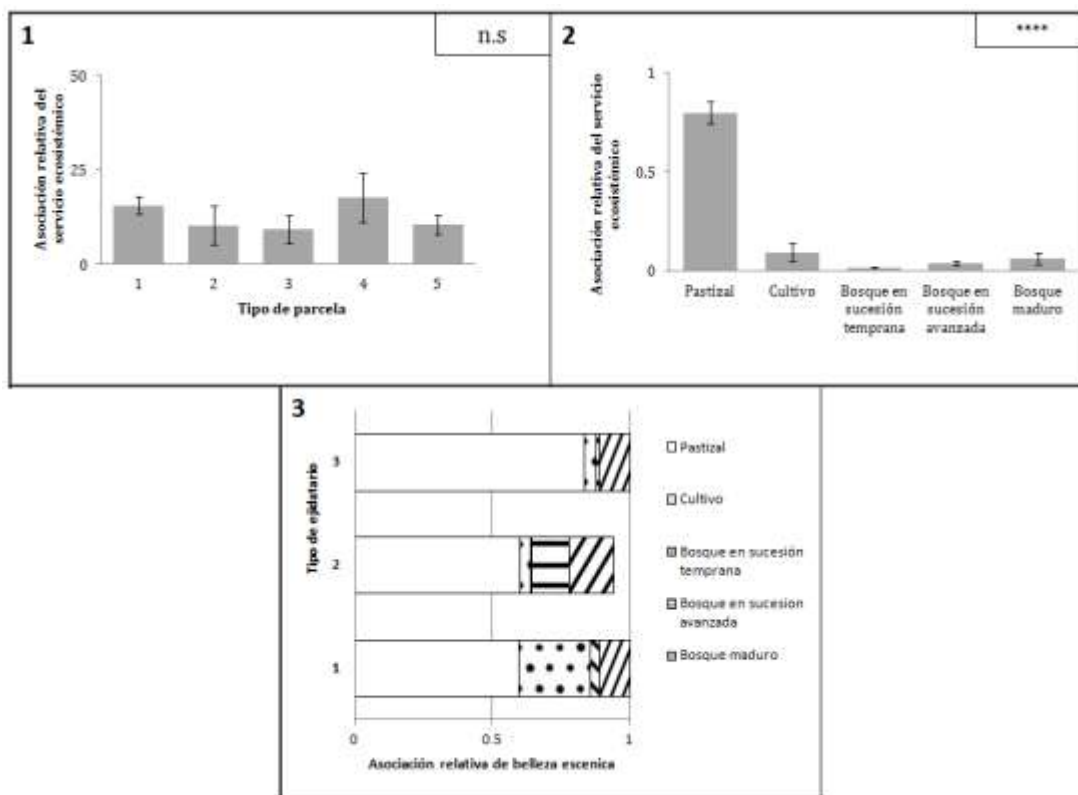 1
n.s
Asociación relativa del
servicio ecosistémico
50
25
0
1 2 3 4 5
Tipo de parcela
2
****
Asociación relativa del servicio
ecosistémico
1
0.5
0
Pastizal
Cultivo
Bosque en
sucesión
temprana
Bosque en
sucesión
avanzada
Bosque
maduro
3
Tipo de ejidatario
3
2
1
0 0.5 1
Asociación relativa de belleza escenica
Pastizal
Cultivo
Bosque en sucesión
temprana
Bosque en sucesion
avanzada
Bosque maduro